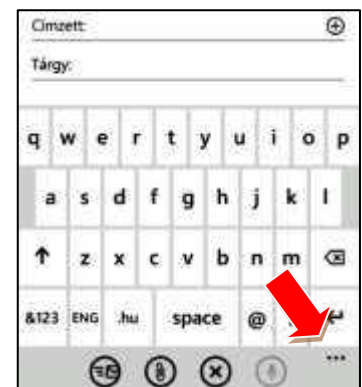 Címzett:
Tárgy:
q w e r t y u i o p
a s d f g h j k l
z x c v b n m
&123 ENG .hu space @
...